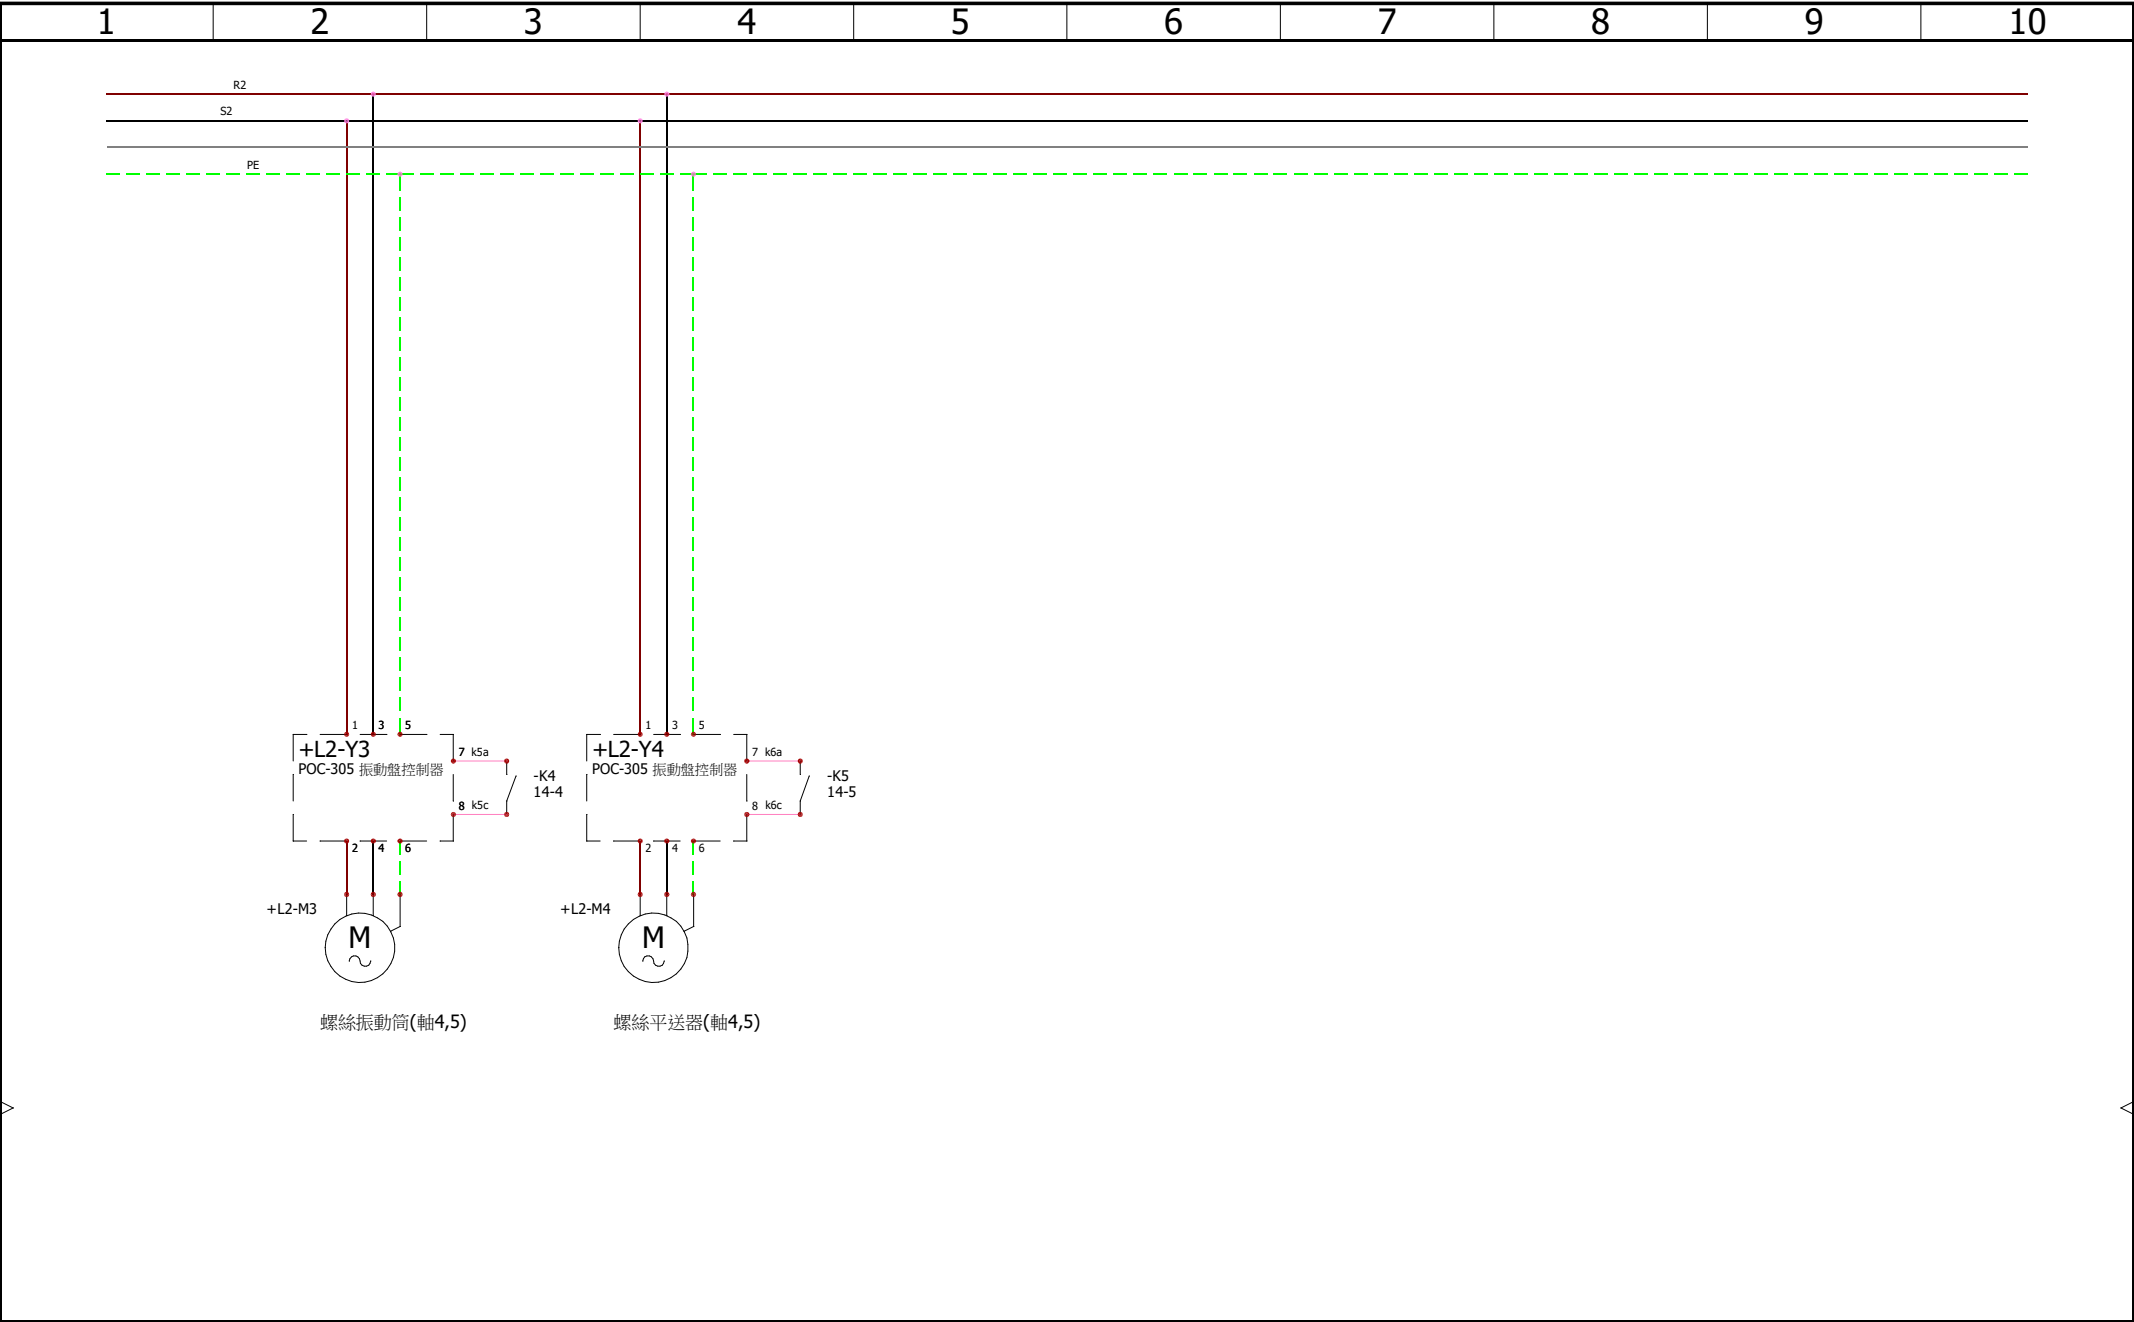 1 2 3 4 5 6 7 8 9 10
R2
S2
PE
1 3 5
+L2-Y3
POC-305 振動盤控制器
7 k5a
-K4
14-4
8 k5c
2 4 6
+L2-M3
M
螺絲振動筒(軸4,5)
1 3 5
+L2-Y4
POC-305 振動盤控制器
7 k6a
-K5
14-5
8 k6c
2 4 6
+L2-M4
M
螺絲平送器(軸4,5)